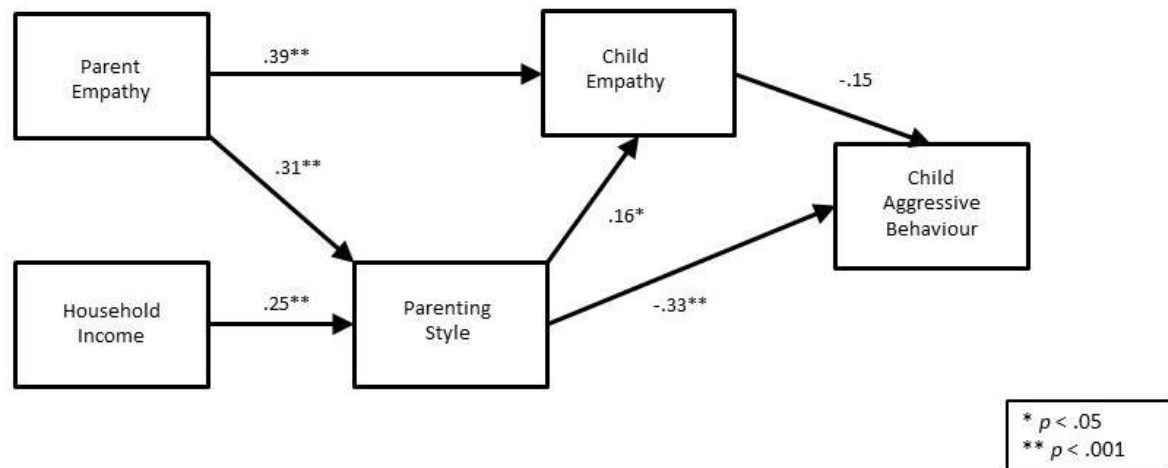 Parent
Empathy
.39**
Child
Empathy
-.15
.31**
.16*
Child
Aggressive
Behaviour
Household
Income
.25**
Parenting
Style
-.33**
* p < .05
** p < .001